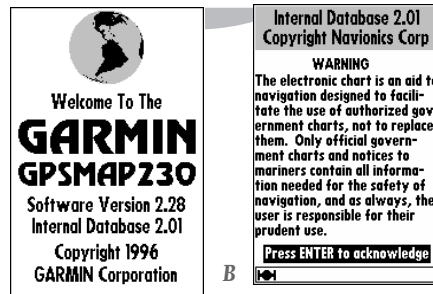 Welcome To The
GARMIN
GPSMAP230
Software Version 2.28
Internal Database 2.01
Copyright 1996
GARMIN Corporation
B
Internal Database 2.01
Copyright Navionics Corp
WARNING
The electronic chart is an aid to
navigation designed to facili-
tate the use of authorized gov
ernment charts, not to replace
them. Only official govern-
ment charts and notices to
mariners contain all informa-
tion needed for the safety of
navigation, and as always, the
user is responsible for their
prudent use.
Press ENTER to acknowledge